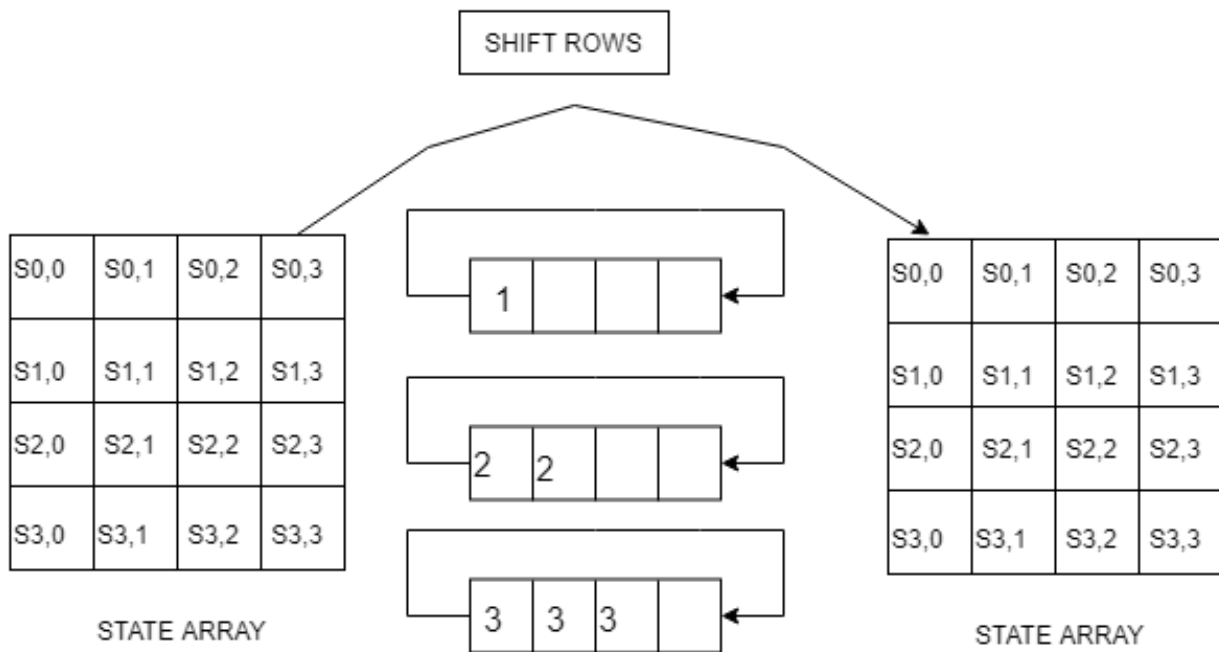 SHIFT ROWS
S0,0 S0,1 S0,2 S0,3
S1,0 S1,1 S1,2 S1,3
S2,0 S2,1 S2,2 S2,3
S3,0 S3,1 S3,2 S3,3
STATE ARRAY
1
2 2
3 3 3
S0,0 S0,1 S0,2 S0,3
S1,0 S1,1 S1,2 S1,3
S2,0 S2,1 S2,2 S2,3
S3,0 S3,1 S3,2 S3,3
STATE ARRAY